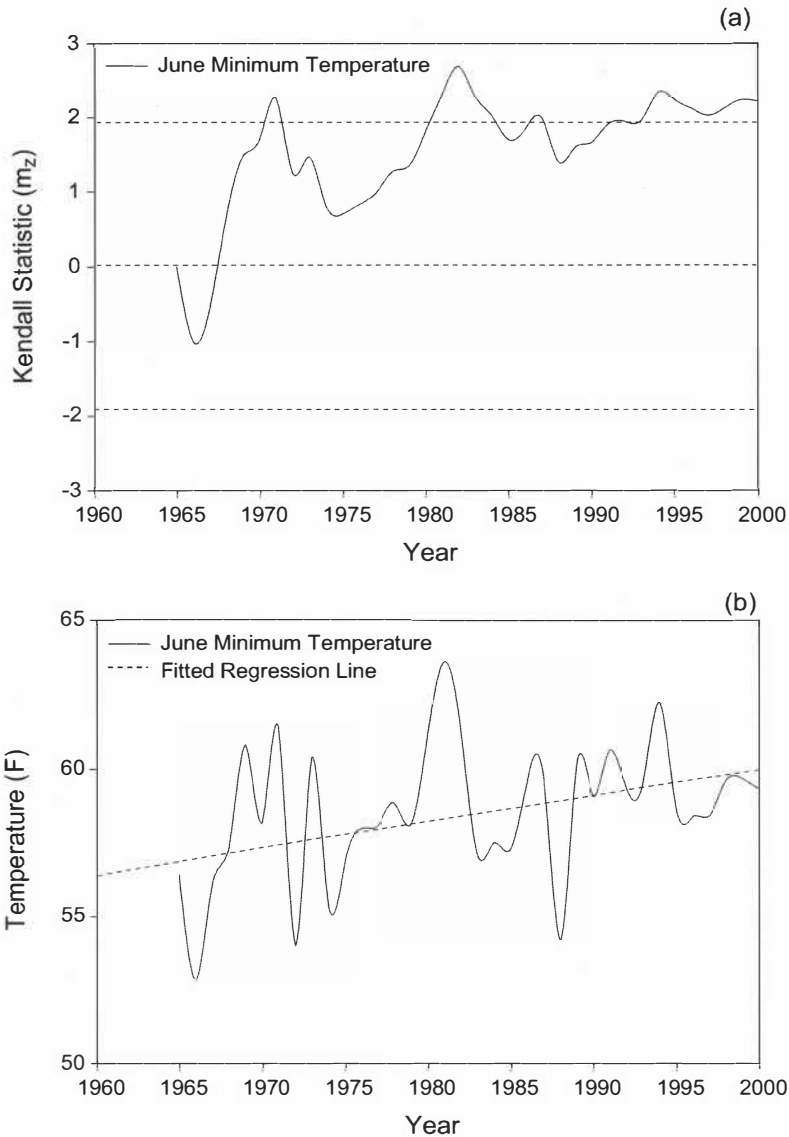 (a)
3
2
1
0
-1
-2
-3
Kendall Statistic (mz)
June Minimum Temperature
1960 1965 1970 1975 1980 1985 1990 1995 2000
Year
(b)
65
60
55
50
Temperature (F)
June Minimum Temperature
Fitted Regression Line
1960 1965 1970 1975 1980 1985 1990 1995 2000
Year